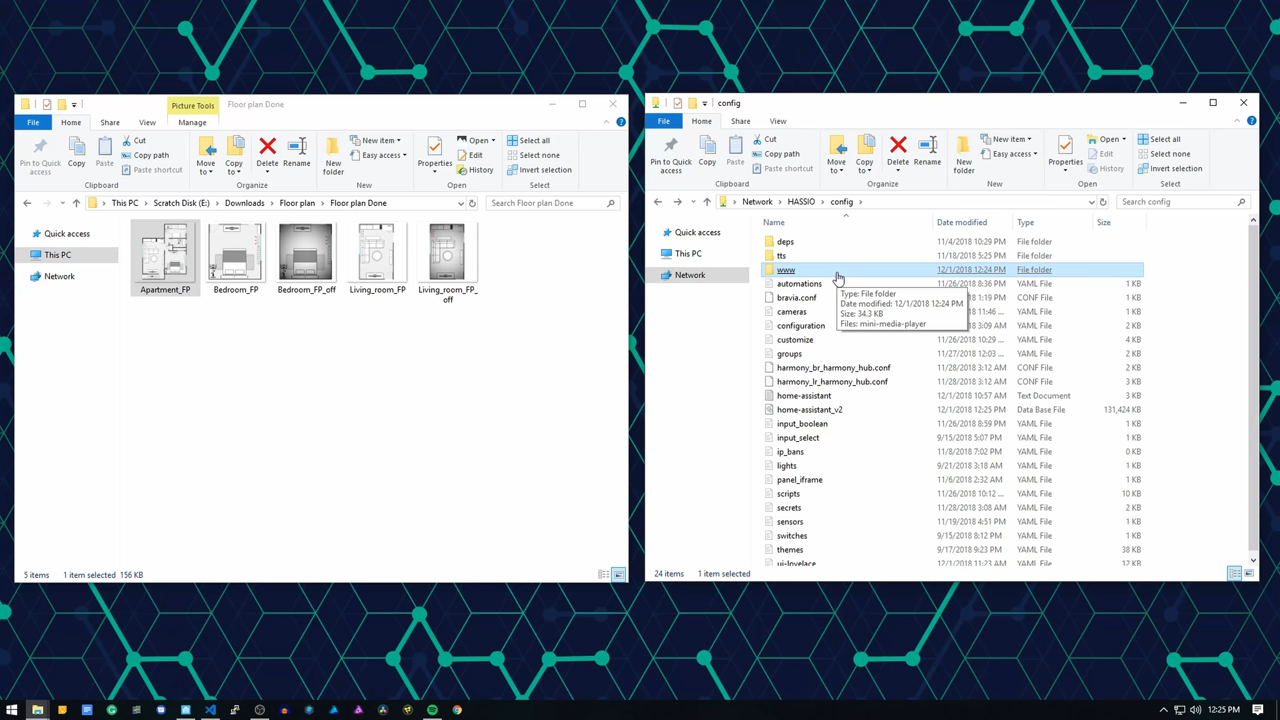 Picture Tools
Floor plan Done
File
Home
Share
View
Manage
Pin to Quick access
Copy
Paste
Cut
Copy path
Paste shortcut
Clipboard
Move to
Copy to
Delete
Rename
Organize
New folder
New item
Easy access
New
Properties
Open
Edit
History
Open
Select all
Select none
Invert selection
Select
This PC
Scratch Disk (E:)
Downloads
Floor plan
Floor plan Done
Search Floor plan Done
Quick access
This PC
Network
Apartment_FP
Bedroom_FP
Bedroom_FP_off
Living_room_FP
Living_room_FP_
off
5 items
1 item selected 156 KB
config
File
Home
Share
View
Pin to Quick access
Copy
Paste
Cut
Copy path
Paste shortcut
Clipboard
Move to
Copy to
Delete
Rename
Organize
New folder
New item
Easy access
New
Properties
Open
Edit
History
Open
Select all
Select none
Invert selection
Select
Network
HASSIO
config
Search config
Quick access
This PC
Network
Name Date modified Type Size
deps 11/4/2018 10:29 PM File folder
tts 11/18/2018 5:25 PM File folder
www 12/1/2018 12:24 PM File folder
automations 11/26/2018 8:36 PM YAML File 1 KB
bravia.conf 1:19 PM CONF File 1 KB
cameras 11:46 YAML File 1 KB
configuration 3:09 AM YAML File 4 KB
Type: File folder
Date modified: 12/1/2018 12:24 PM
Size: 34.3 KB
Files: mini-media-player
customize 11/26/2018 10:29 ... YAML File 4 KB
groups 11/27/2018 12:03 ... YAML File 2 KB
harmony_br_harmony_hub.conf 11/28/2018 3:12 AM CONF File 2 KB
harmony_lr_harmony_hub.conf 11/28/2018 3:12 AM CONF File 3 KB
home-assistant 12/1/2018 10:57 AM Text Document 3 KB
home-assistant_v2 12/1/2018 12:25 PM Data Base File 131,424 KB
input_boolean 11/26/2018 8:59 PM YAML File 1 KB
input_select 9/15/2018 5:07 PM YAML File 1 KB
ip_bans 11/8/2018 7:02 PM YAML File 0 KB
lights 9/21/2018 3:18 AM YAML File 1 KB
panel_iframe 11/6/2018 2:32 AM YAML File 1 KB
scripts 11/26/2018 10:12 ... YAML File 10 KB
secrets 11/28/2018 3:08 AM YAML File 2 KB
sensors 11/19/2018 4:51 PM YAML File 1 KB
switches 9/15/2018 8:12 PM YAML File 1 KB
themes 9/17/2018 9:23 PM YAML File 38 KB
ui-lovelace 12/1/2018 11:23 AM YAML File 12 KB
24 items
1 item selected
12:25 PM